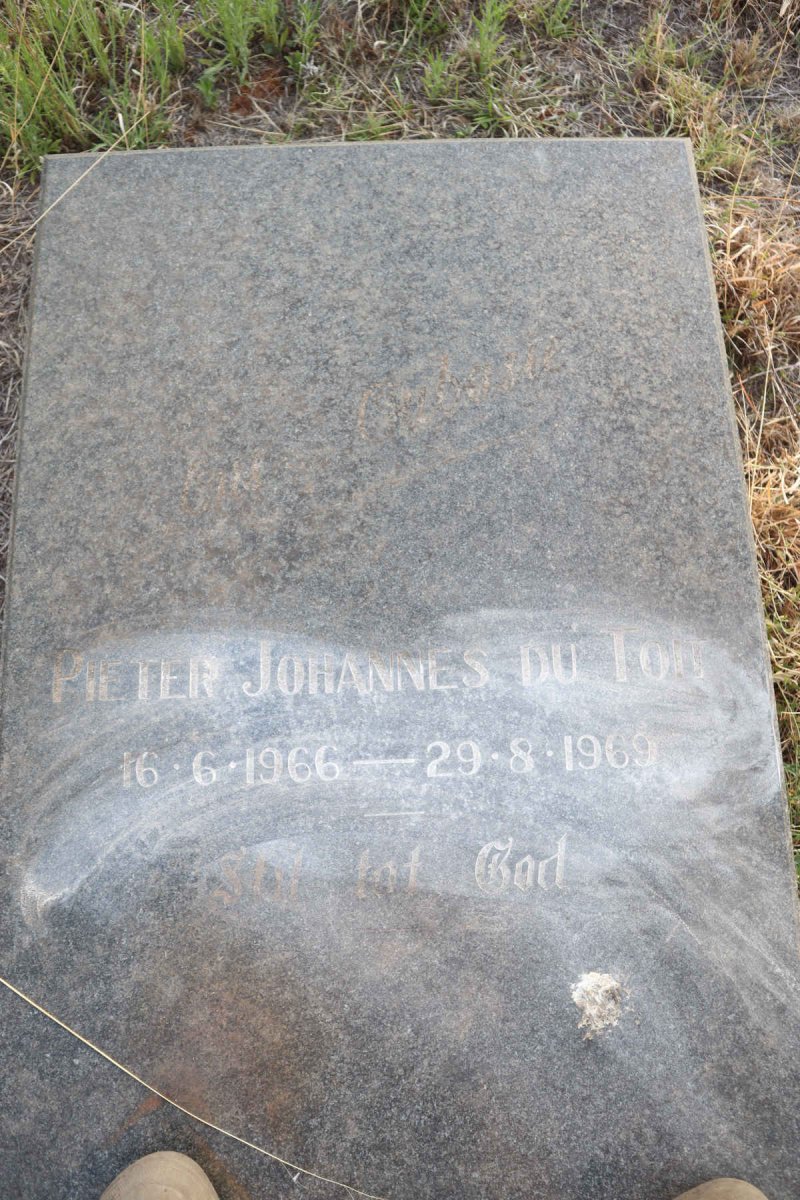 PIETER JOHANNES DU TOIT
16·6·1966 — 29·8·1969
Stil tot God